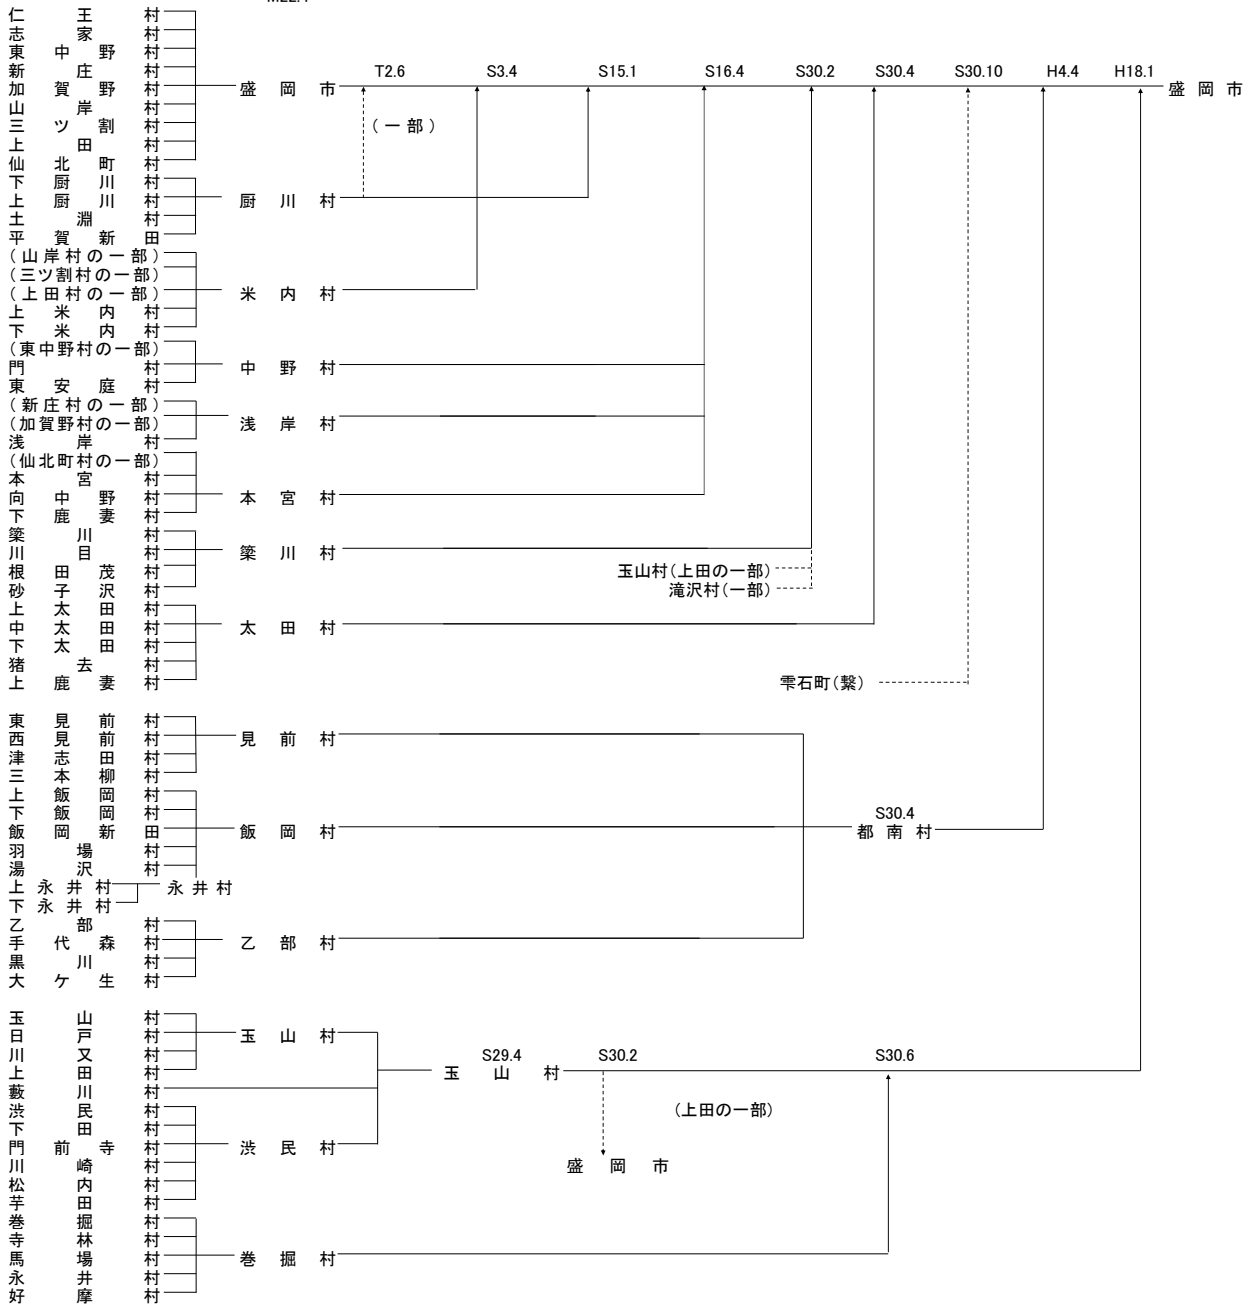 仁王村
志家村
東中野村
新庄村
加賀野村
山岸村
三ツ割村
上田村
仙北町村
盛岡市
T2.6
S3.4
S15.1
S16.4
S30.2
S30.4
S30.10
H4.4
H18.1
盛岡市
(一部)
下厨川村
上厨川村
土淵村
平賀新田
厨川村
(山岸村の一部)
(三ツ割村の一部)
(上田村の一部)
上米内村
下米内村
米内村
(東中野村の一部)
門村
東安庭村
中野村
(新庄村の一部)
(加賀野村の一部)
浅岸村
浅岸村
(仙北町村の一部)
本宮村
向中野村
下鹿妻村
本宮村
簗川村
川目村
根田茂村
砂子沢村
簗川村
玉山村(上田の一部)
滝沢村(一部)
上太田村
中太田村
下太田村
猪去村
上鹿妻村
太田村
雫石町(繋)
東見前村
西見前村
津志田村
三本柳村
見前村
上飯岡村
下飯岡村
飯岡新田
羽場村
湯沢村
上永井村
下永井村
永井村
飯岡村
S30.4
都南村
乙部村
手代森村
黒川村
大ケ生村
乙部村
玉山村
日戸村
川又村
上田村
玉山村
藪川村
S29.4
玉山村
S30.2
S30.6
(上田の一部)
盛岡市
渋民村
下田村
門前寺村
川崎村
松内村
芋田村
渋民村
巻掘村
寺林村
馬場村
永井村
好摩村
巻掘村